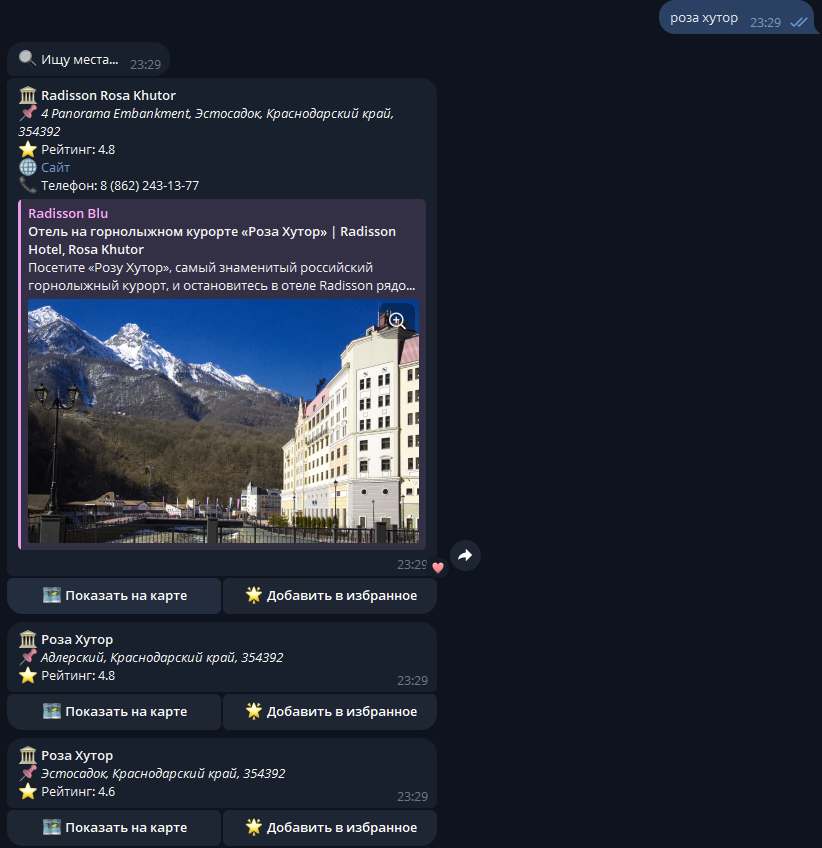 роза хутор 23:29
Ищу места... 23:29
Radisson Rosa Khutor
4 Panorama Embankment, Эстосадок, Краснодарский край,
354392
Рейтинг: 4.8
Сайт
Телефон: 8 (862) 243-13-77
Radisson Blu
Отель на горнолыжном курорте «Роза Хутор» | Radisson
Hotel, Rosa Khutor
Посетите «Розу Хутор», самый знаменитый российский
горнолыжный курорт, и остановитесь в отеле Radisson рядо...
23:29
Показать на карте Добавить в избранное
Роза Хутор
Адлерский, Краснодарский край, 354392
Рейтинг: 4.8 23:29
Показать на карте Добавить в избранное
Роза Хутор
Эстосадок, Краснодарский край, 354392
Рейтинг: 4.6 23:29
Показать на карте Добавить в избранное